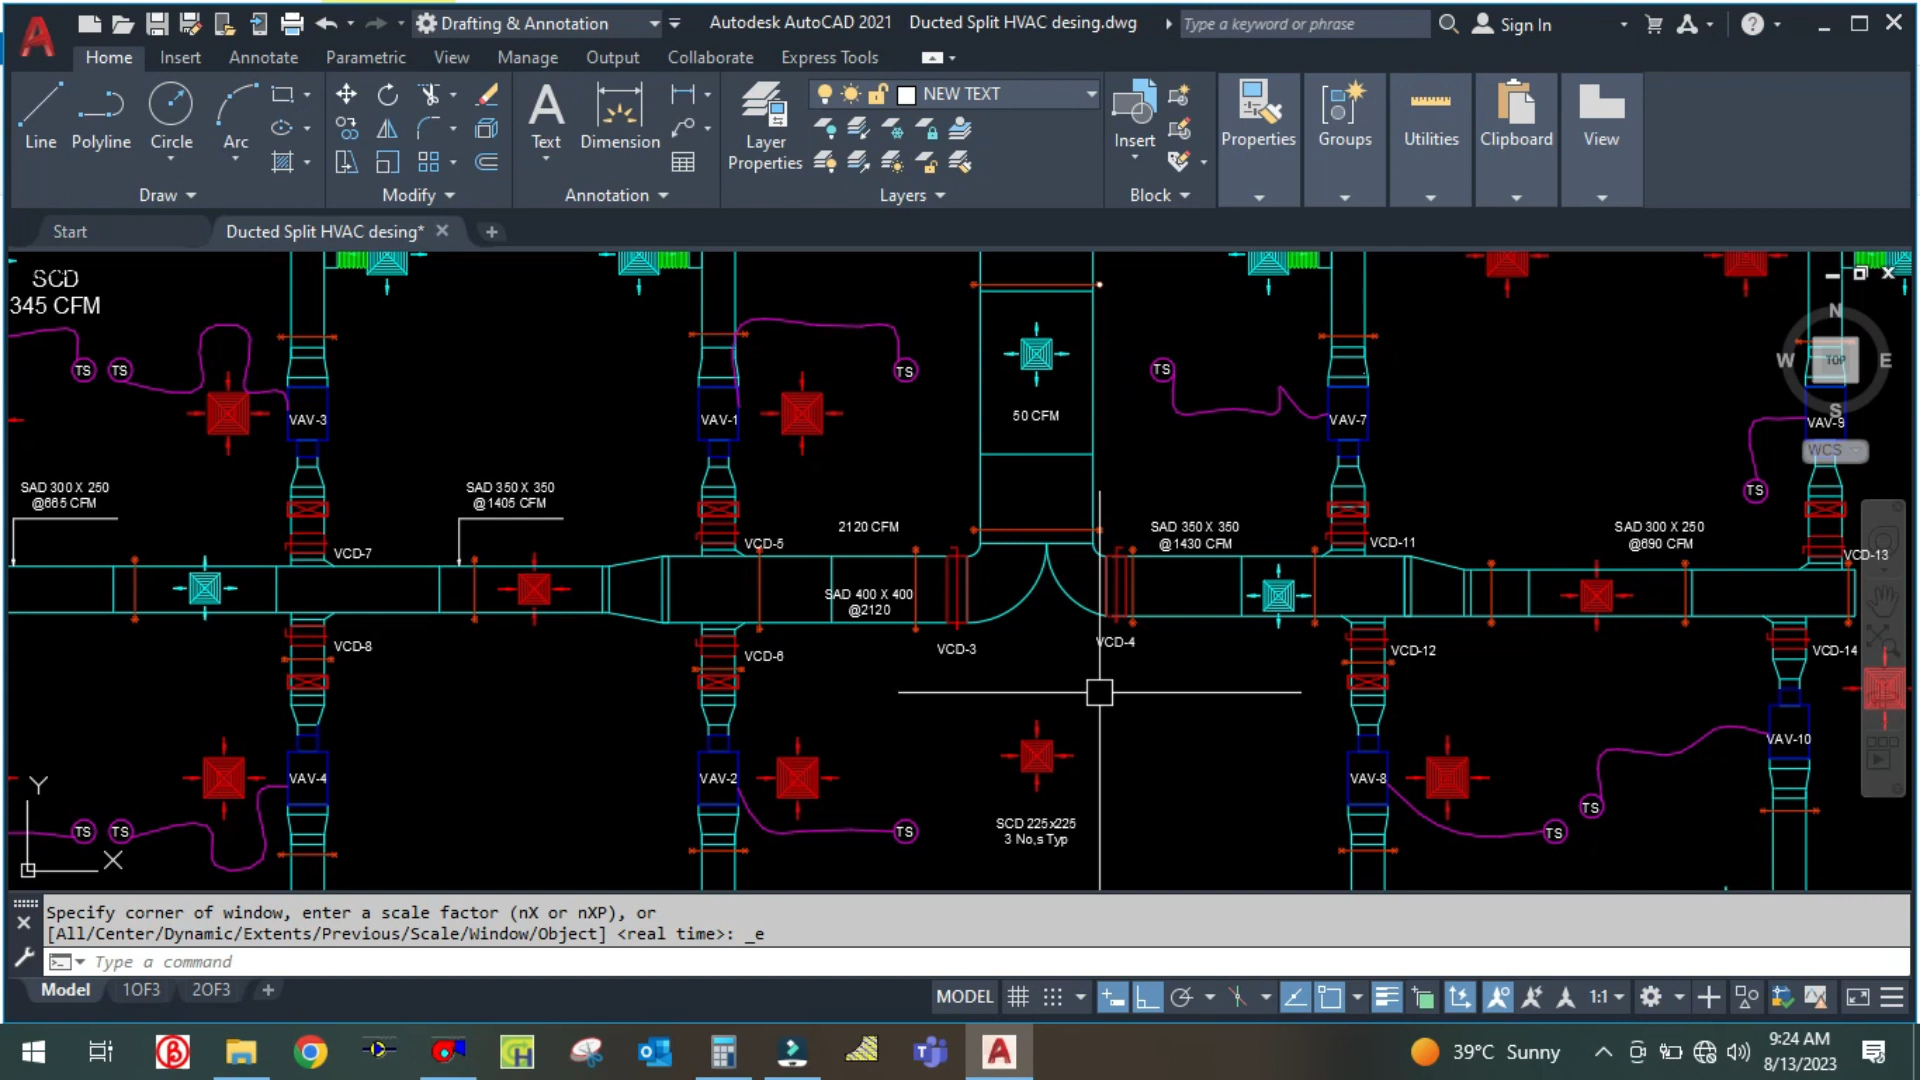 Drafting & Annotation
Autodesk AutoCAD 2021 Ducted Split HVAC desing.dwg
Type a keyword or phrase
Sign In
Home Insert Annotate Parametric View Manage Output Collaborate Express Tools
NEW TEXT
Line Polyline Circle Arc
Text Dimension
Layer
Properties
Insert
Properties Groups Utilities Clipboard View
Draw Modify Annotation Layers Block
Start
Ducted Split HVAC desing*
SCD
345 CFM
N
W TOP E
S
WCS
TS TS TS TS
VAV-3 VAV-1 50 CFM VAV-7 VAV-9
SAD 300 X 250
@665 CFM
SAD 350 X 350
@1405 CFM
TS
2120 CFM
SAD 350 X 350
@1430 CFM
SAD 300 X 250
@690 CFM
VCD-7 VCD-5 VCD-11 VCD-13
SAD 400 X 400
@2120
VCD-8 VCD-6 VCD-3 VCD-4 VCD-12 VCD-14
VAV-10
VAV-4 VAV-2 VAV-8
Y
TS
SCD 225x225
3 No,s Typ
TS TS TS TS
X
Specify corner of window, enter a scale factor (nX or nXP), or
[All/Center/Dynamic/Extents/Previous/Scale/Window/Object] <real time>: _e
Type a command
Model 1OF3 2OF3
MODEL
1:1
39°C Sunny
9:24 AM
8/13/2023